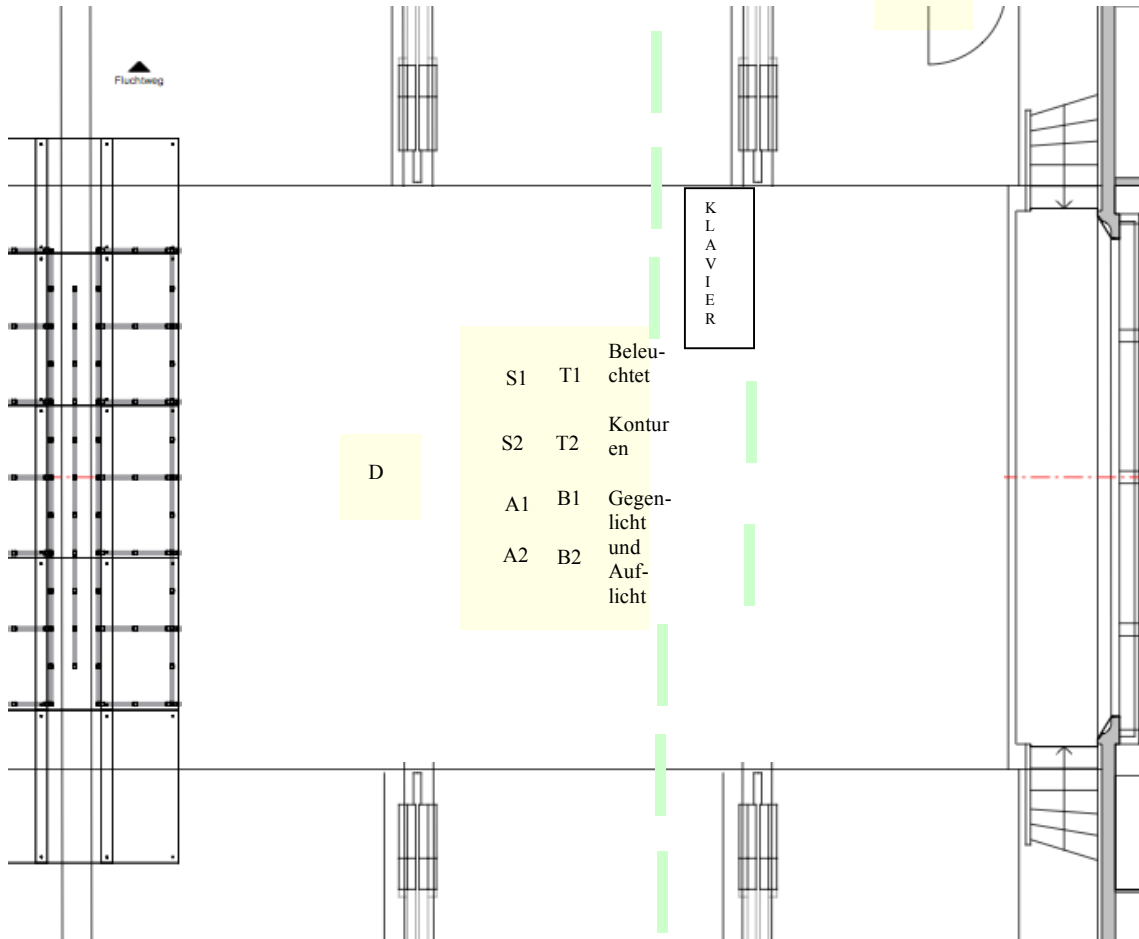 Fluchtweg
K
L
A
V
I
E
R
S1 T1 Beleu-
chtet
S2 T2 Kontur
en
D
A1 B1 Gegen-
licht
und
A2 B2 Auf-
licht